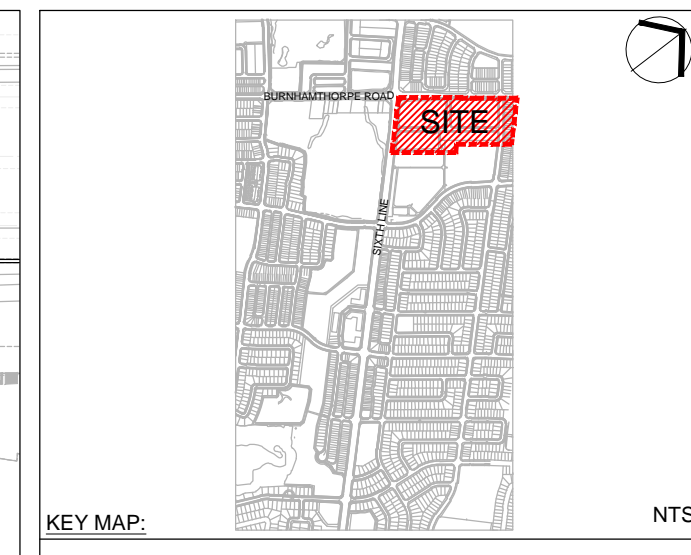 BURNHAMTHORPE ROAD
SITE
SIXTH LINE
KEY MAP:
NTS